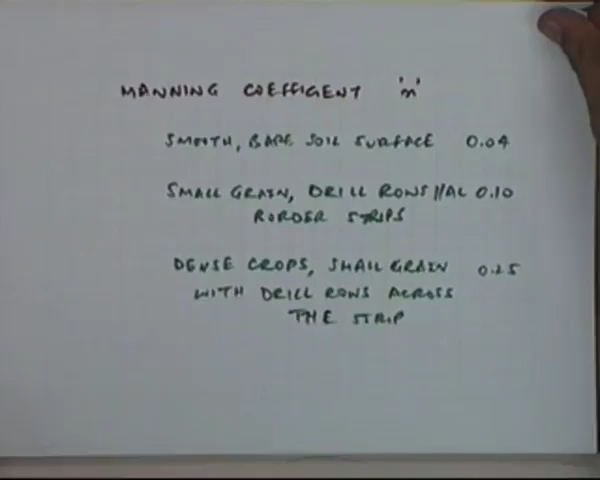 MANNING COEFFICENT 'n'
SMOOTH, BARE SOIL SURFACE 0.04
SMALL GRAIN, DRILL ROWS //AL 0.10
BORDER STRIPS
DENSE CROPS, SMALL GRAIN 0.25
WITH DRILL ROWS ACROSS
THE STRIP